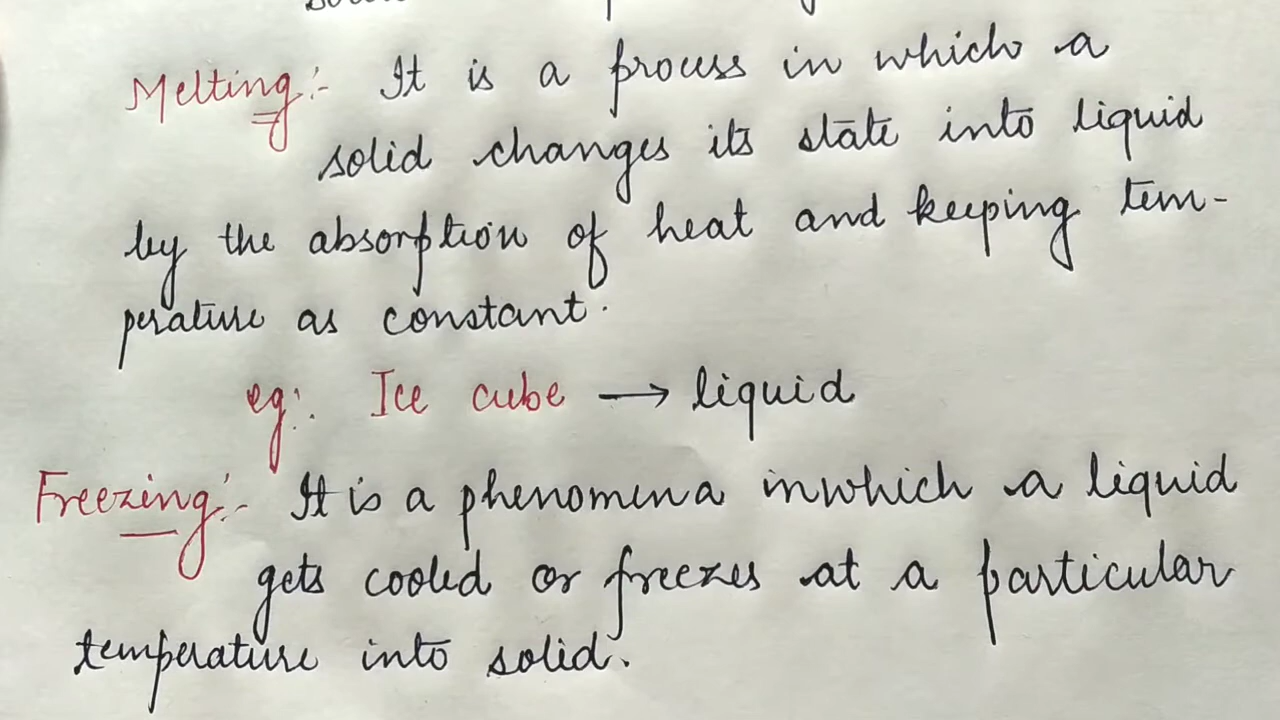 Melting:- It is a process in which a
solid changes its state into liquid
by the absorption of heat and keeping tem-
perature as constant.
eg:. Ice cube → liquid
Freezing:- It is a phenomena inwhich a liquid
gets cooled or freezes at a particular
temperature into solid.